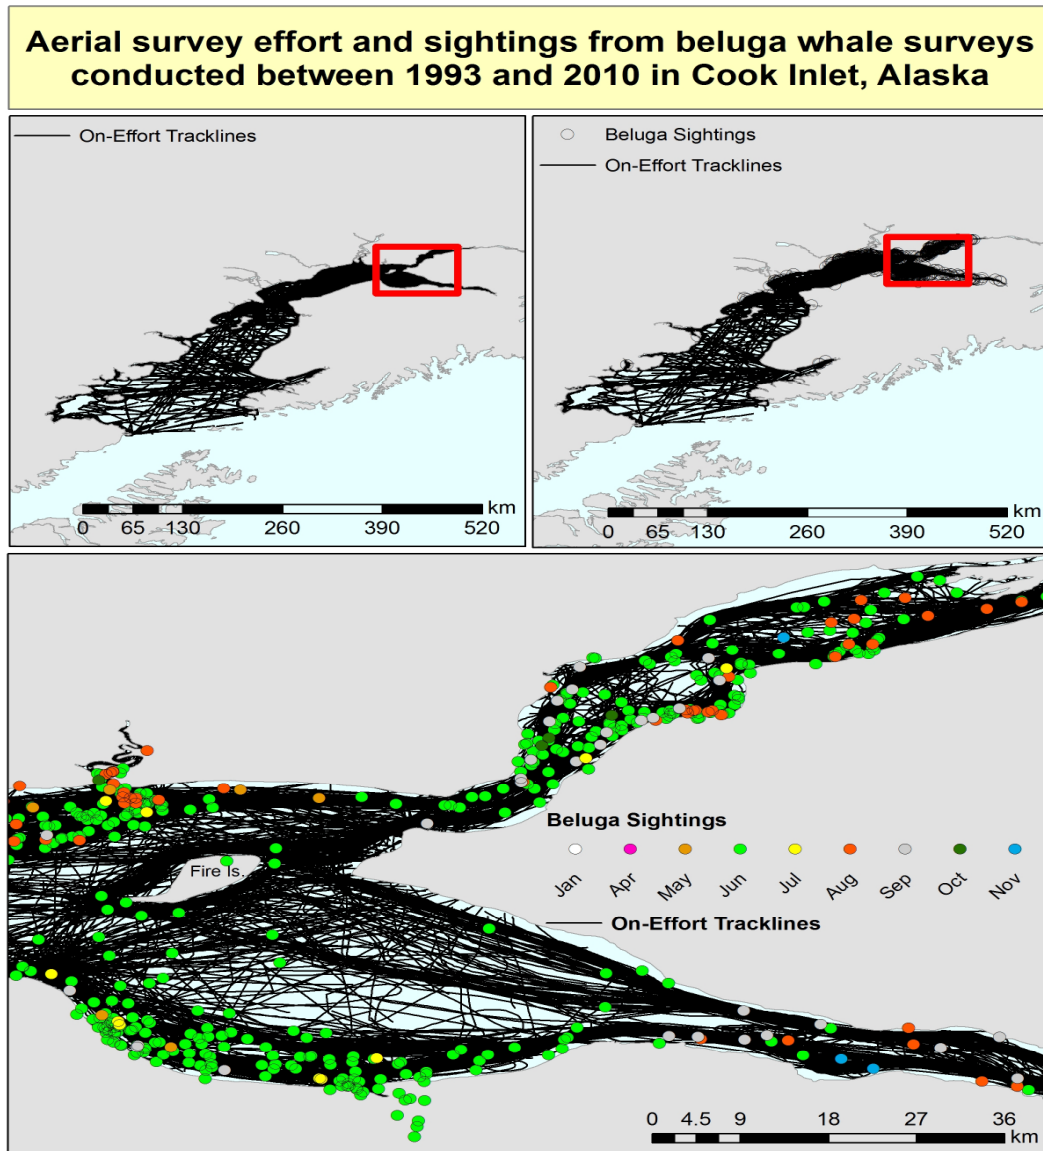 Aerial survey effort and sightings from beluga whale surveys
conducted between 1993 and 2010 in Cook Inlet, Alaska
On-Effort Tracklines
km
0 65 130 260 390 520
Beluga Sightings
On-Effort Tracklines
km
0 65 130 260 390 520
Fire Is.
Beluga Sightings
Jan Apr May Jun Jul Aug Sep Oct Nov
On-Effort Tracklines
0 4.5 9 18 27 36
km